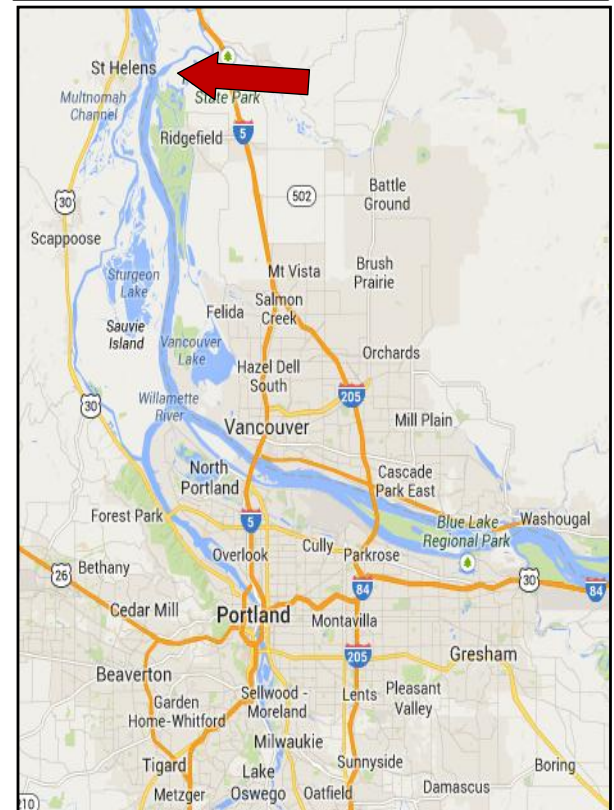 St Helens
State Park
Multnomah
Channel
Ridgefield
5
502
Battle
Ground
30
Scappoose
Mt Vista
Brush
Prairie
Sturgeon
Lake
Salmon
Creek
Felida
Sauvie
Island
Vancouver
Lake
Orchards
Hazel Dell
South
205
30
Willamette
River
Mill Plain
Vancouver
North
Portland
Cascade
Park East
Forest Park
Blue Lake
Regional Park
Washougal
5
Overlook
Cully
Parkrose
26
Bethany
84
30
84
Cedar Mill
Portland
Montavilla
205
Gresham
Beaverton
Sellwood -
Moreland
Lents
Pleasant
Valley
Garden
Home-Whitford
Milwaukie
Tigard
Sunnyside
Boring
Lake
Oswego
Metzger
Oatfield
Damascus